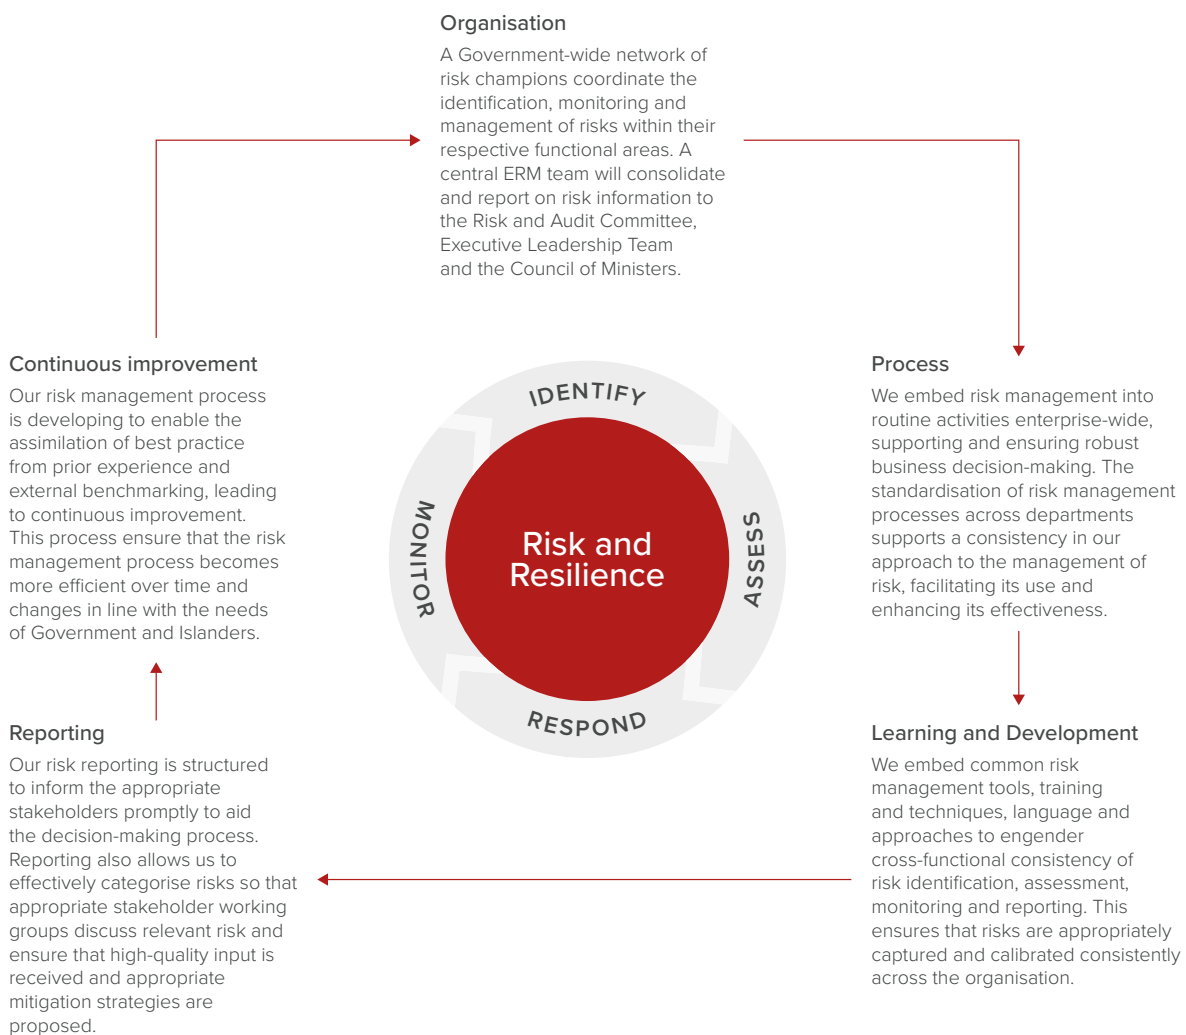 Organisation
A Government-wide network of
risk champions coordinate the
identification, monitoring and
management of risks within their
respective functional areas. A
central ERM team will consolidate
and report on risk information to
the Risk and Audit Committee,
Executive Leadership Team
and the Council of Ministers.
Process
We embed risk management into
routine activities enterprise-wide,
supporting and ensuring robust
business decision-making. The
standardisation of risk management
processes across departments
supports a consistency in our
approach to the management of
risk, facilitating its use and
enhancing its effectiveness.
Learning and Development
We embed common risk
management tools, training
and techniques, language and
approaches to engender
cross-functional consistency of
risk identification, assessment,
monitoring and reporting. This
ensures that risks are appropriately
captured and calibrated consistently
across the organisation.
Reporting
Our risk reporting is structured
to inform the appropriate
stakeholders promptly to aid
the decision-making process.
Reporting also allows us to
effectively categorise risks so that
appropriate stakeholder working
groups discuss relevant risk and
ensure that high-quality input is
received and appropriate
mitigation strategies are
proposed.
Continuous improvement
Our risk management process
is developing to enable the
assimilation of best practice
from prior experience and
external benchmarking, leading
to continuous improvement.
This process ensure that the risk
management process becomes
more efficient over time and
changes in line with the needs
of Government and Islanders.
IDENTIFY
ASSESS
RESPOND
MONITOR
Risk and
Resilience